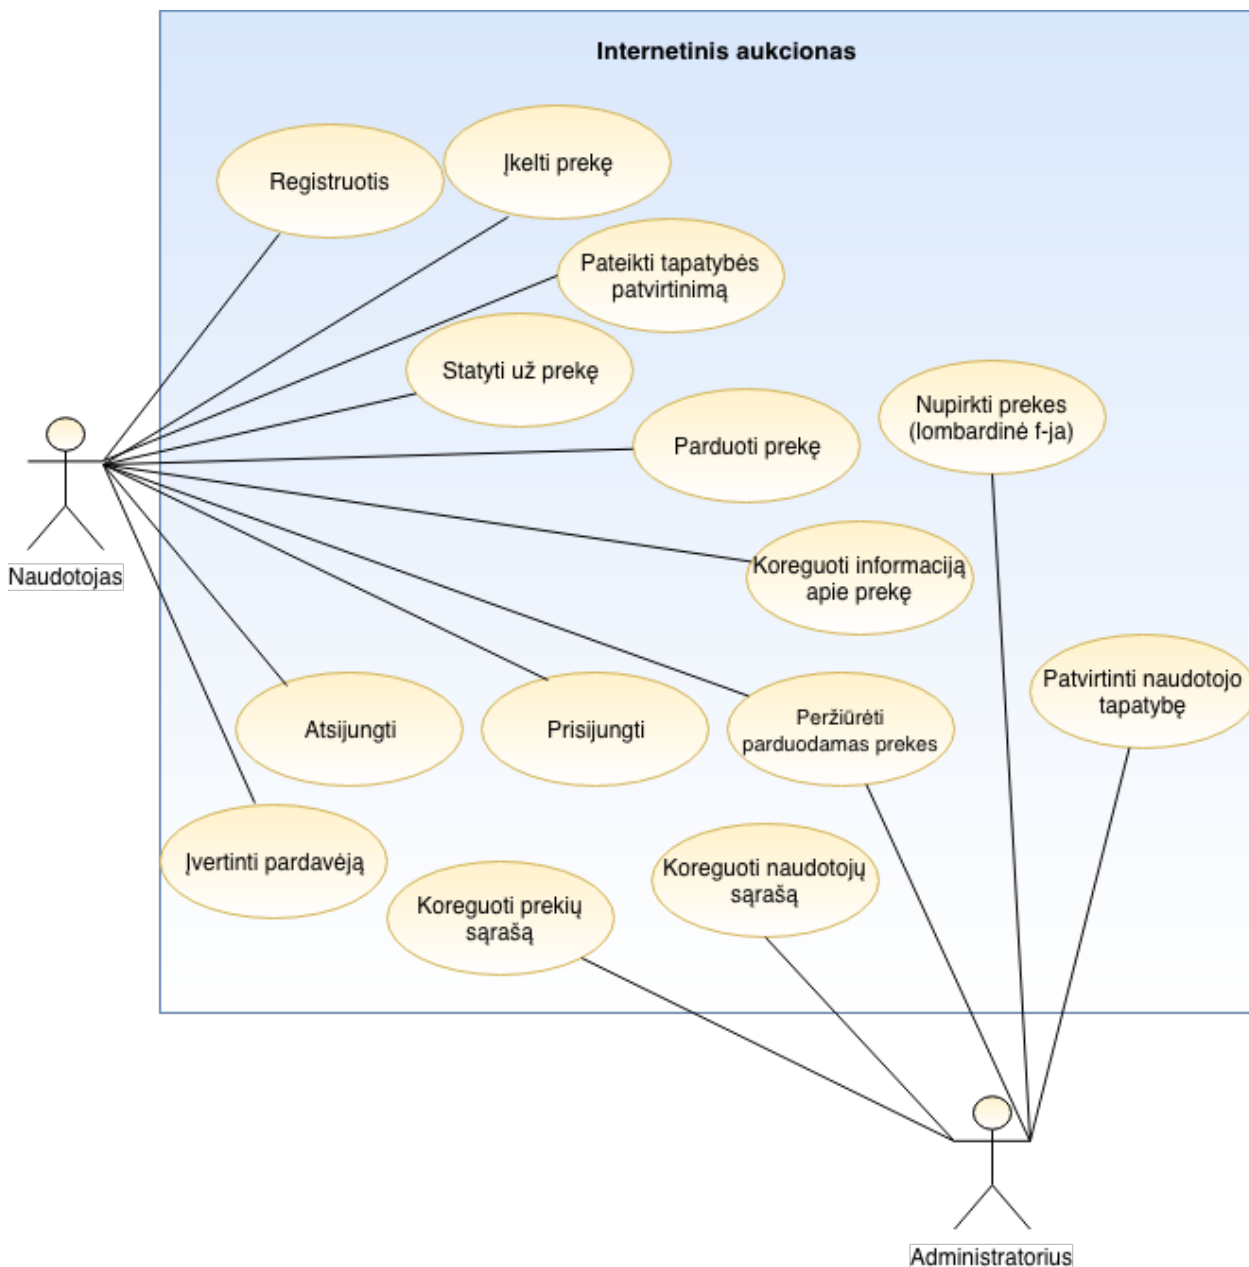 Internetinis aukcionas
Registruotis
Įkelti prekę
Pateikti tapatybės
patvirtinimą
Statyti už prekę
Nupirkti prekes
(lombardinė f-ja)
Parduoti prekę
Naudotojas
Koreguoti informaciją
apie prekę
Patvirtinti naudotojo
tapatybę
Atsijungti
Prisijungti
Peržiūrėti
parduodamas prekes
Įvertinti pardavėją
Koreguoti prekių
sąrašą
Koreguoti naudotojų
sąrašą
Administratorius